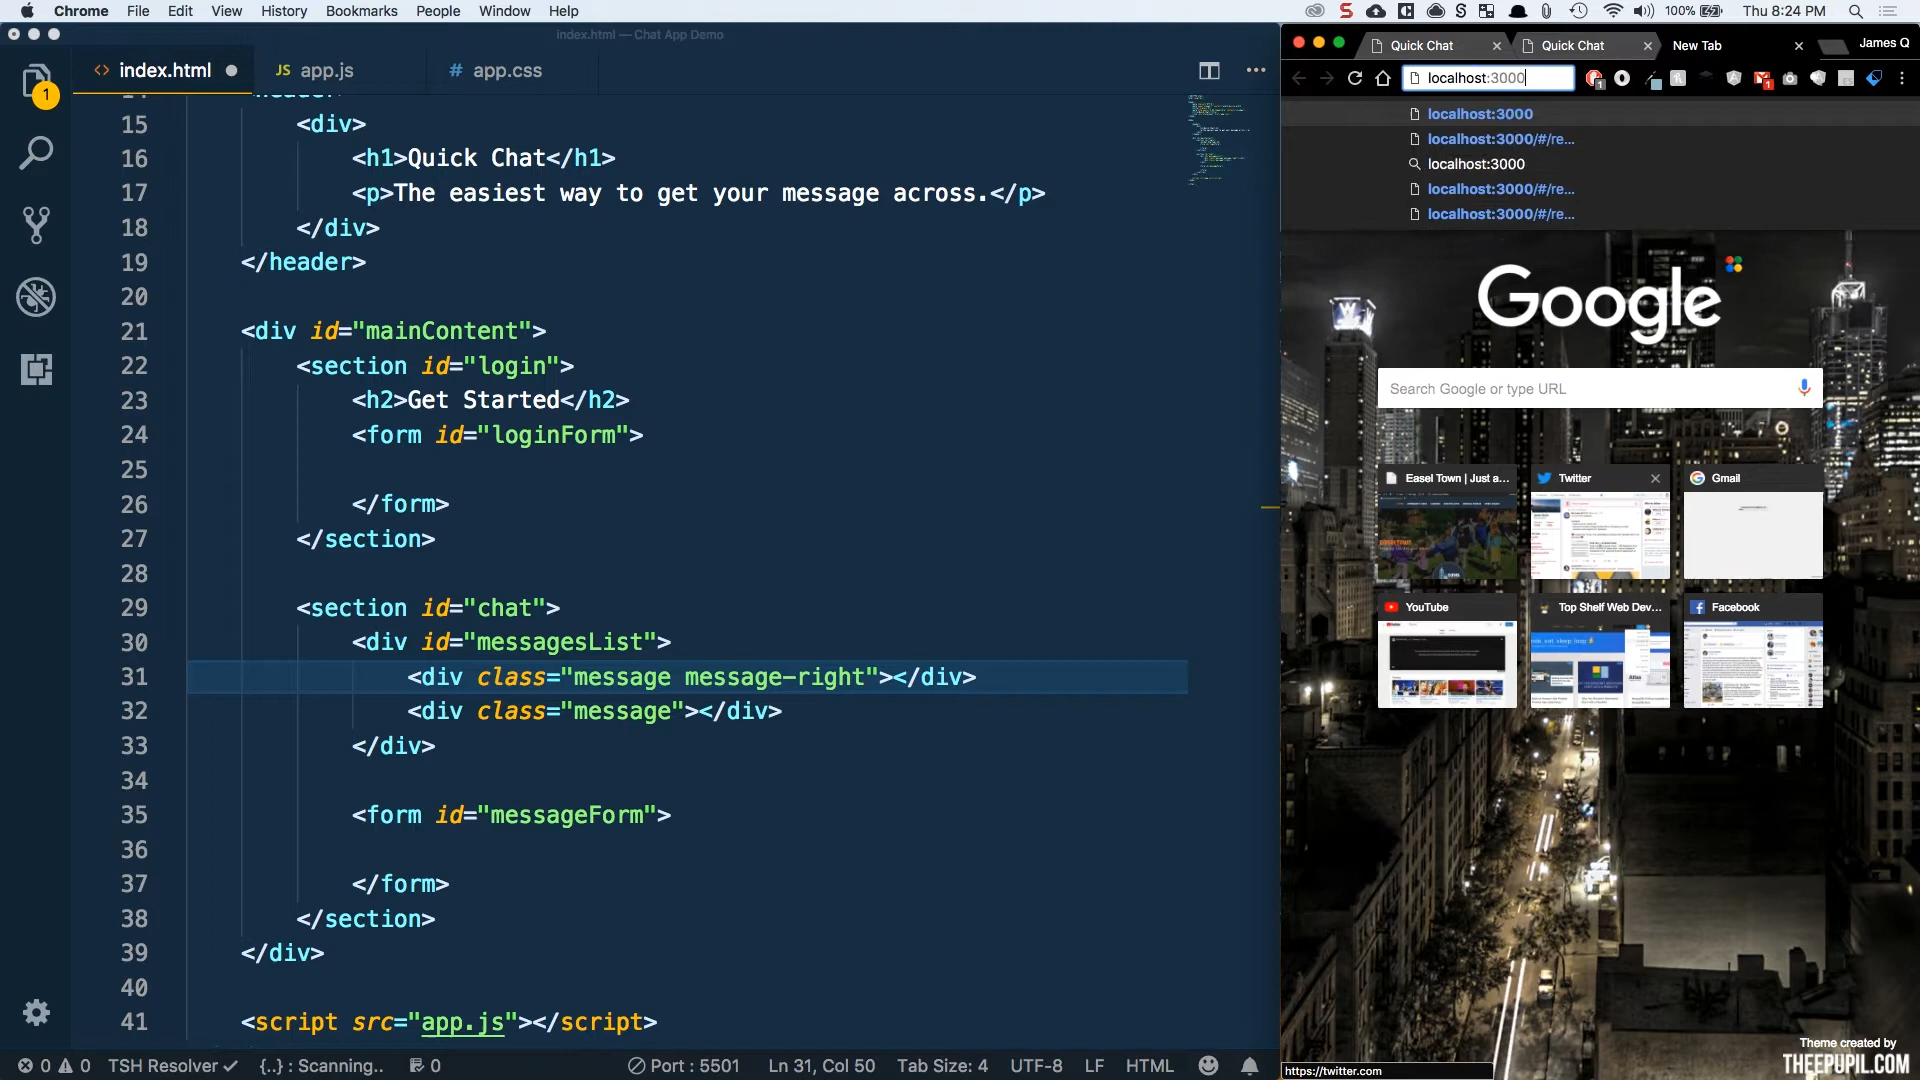 Chrome File Edit View History Bookmarks People Window Help
100% Thu 8:24 PM
index.html — Chat App Demo
index.html
JS app.js
# app.css
1
15 <div>
16 <h1>Quick Chat</h1>
17 <p>The easiest way to get your message across.</p>
18 </div>
19 </header>
20
21 <div id="mainContent">
22 <section id="login">
23 <h2>Get Started</h2>
24 <form id="loginForm">
25
26 </form>
27 </section>
28
29 <section id="chat">
30 <div id="messagesList">
31 <div class="message message-right"></div>
32 <div class="message"></div>
33 </div>
34
35 <form id="messageForm">
36
37 </form>
38 </section>
39 </div>
40
41 <script src="app.js"></script>
0 0 TSH Resolver {..} : Scanning.. 0 Port : 5501 Ln 31, Col 50 Tab Size: 4 UTF-8 LF HTML
Quick Chat
Quick Chat
New Tab
James Q
localhost:3000
localhost:3000
localhost:3000/#/re...
localhost:3000
localhost:3000/#/re...
localhost:3000/#/re...
Google
Search Google or type URL
Easel Town | Just a...
Twitter
Gmail
YouTube
Top Shelf Web Dev...
Facebook
Theme created by
THEEPUPIL.COM
https://twitter.com